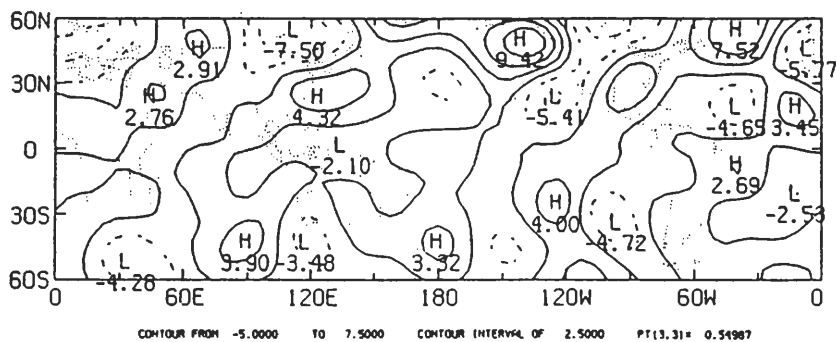 60N
H 2.91
L -7.50
H 9.42
H 7.52
L -5.77
30N
H 2.76
H 4.32
L -5.41
L -4.65
H 3.45
0
L -2.10
H 2.69
30S
H 4.00
L -4.72
L -2.53
L -4.28
H 3.90
L -3.48
H 3.32
60S
0 60E 120E 180 120W 60W 0
CONTOUR FROM -5.0000 TO 7.5000 CONTOUR INTERVAL OF 2.5000 PT(3,3)= 0.54987